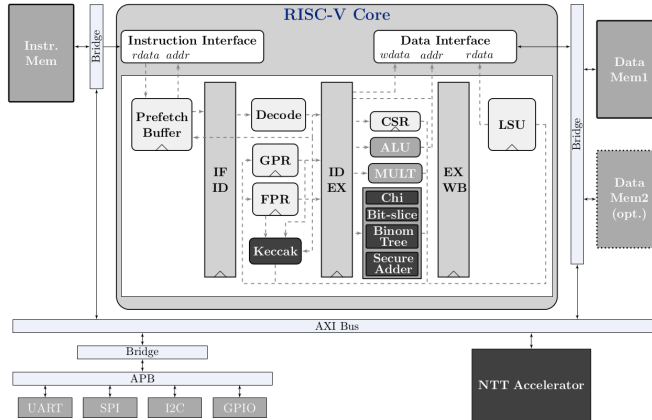 RISC-V Core
Instr.
Mem
Bridge
Instruction Interface
rdata addr
Data Interface
wdata addr rdata
Bridge
Data
Mem1
Data
Mem2
(opt.)
Prefetch
Buffer
IF
ID
Decode
GPR
FPR
Keccak
ID
EX
CSR
ALU
MULT
Chi
Bit-slice
Binom
Tree
Secure
Adder
EX
WB
LSU
AXI Bus
Bridge
APB
UART
SPI
I2C
GPIO
NTT Accelerator